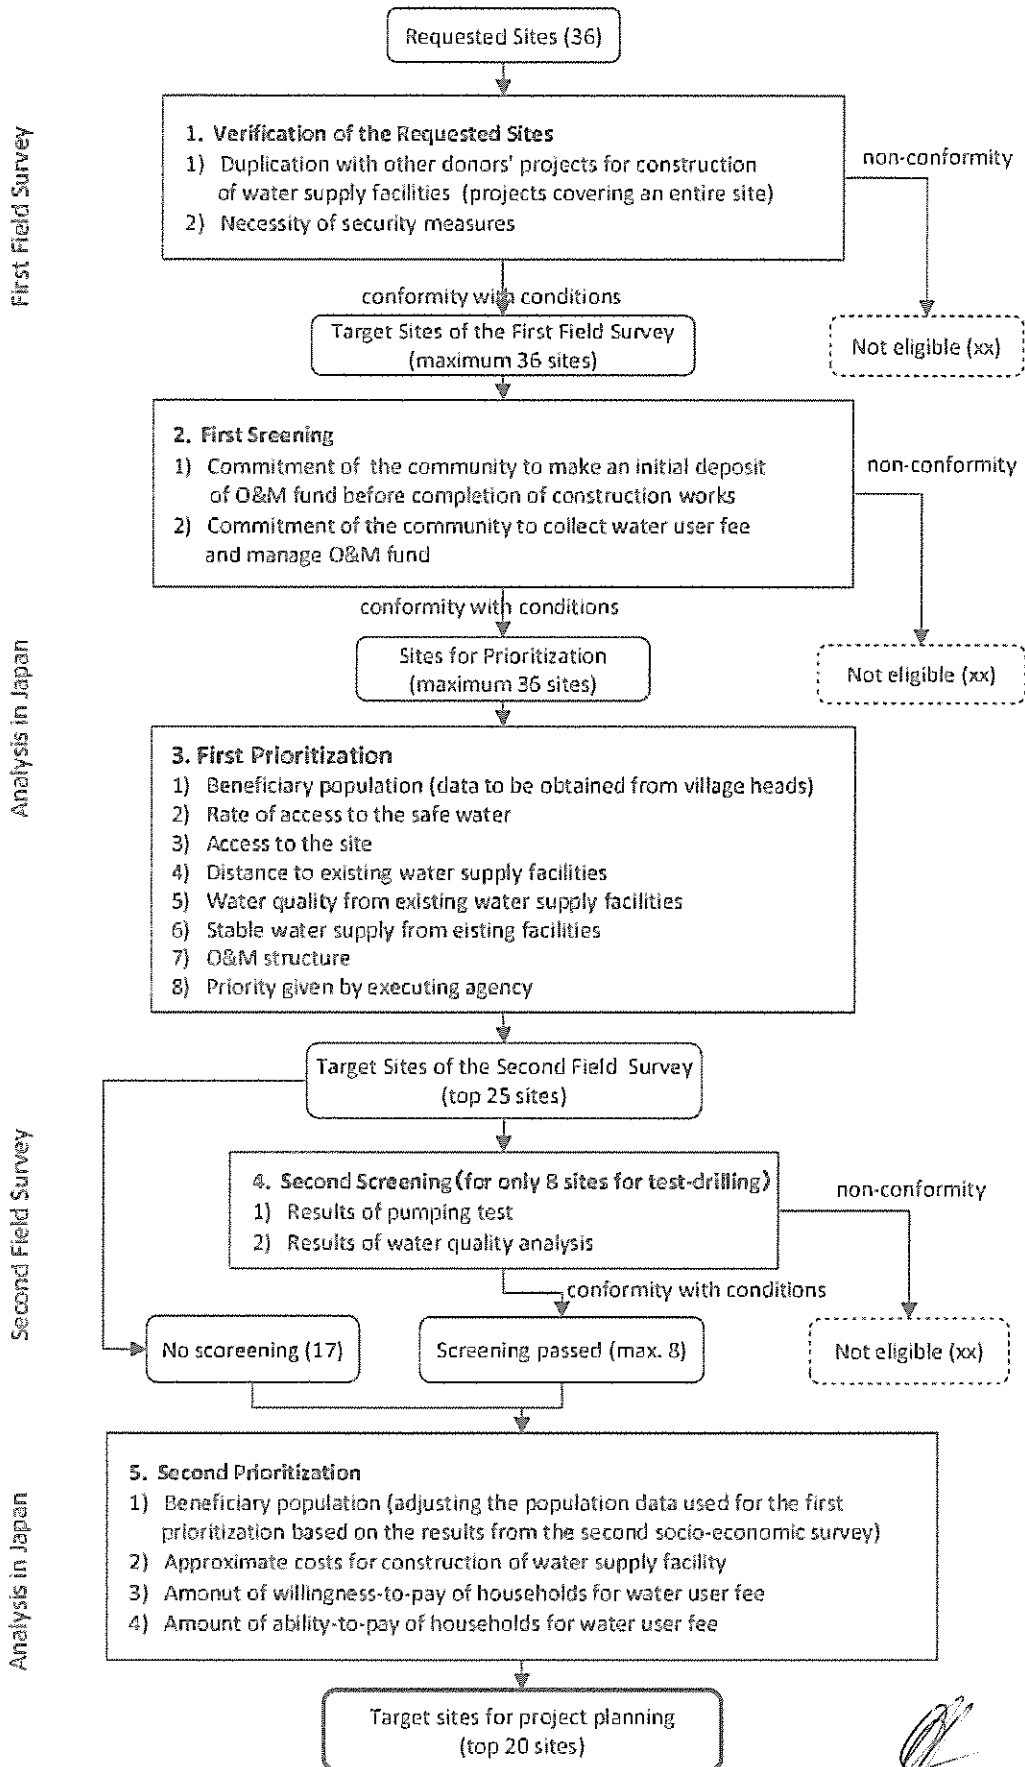 Requested Sites (36)
First Field Survey
1. Verification of the Requested Sites
1) Duplication with other donors' projects for construction
of water supply facilities (projects covering an entire site)
2) Necessity of security measures
non-conformity
conformity with conditions
Target Sites of the First Field Survey
(maximum 36 sites)
Not eligible (xx)
2. First Sreening
1) Commitment of the community to make an initial deposit
of O&M fund before completion of construction works
2) Commitment of the community to collect water user fee
and manage O&M fund
non-conformity
conformity with conditions
Analysis in Japan
Sites for Prioritization
(maximum 36 sites)
Not eligible (xx)
3. First Prioritization
1) Beneficiary population (data to be obtained from village heads)
2) Rate of access to the safe water
3) Access to the site
4) Distance to existing water supply facilities
5) Water quality from existing water supply facilities
6) Stable water supply from eisting facilities
7) O&M structure
8) Priority given by executing agency
Target Sites of the Second Field Survey
(top 25 sites)
Second Field Survey
4. Second Screening (for only 8 sites for test-drilling)
1) Results of pumping test
2) Results of water quality analysis
non-conformity
conformity with conditions
No scoreening (17)
Screening passed (max. 8)
Not eligible (xx)
Analysis in Japan
5. Second Prioritization
1) Beneficiary population (adjusting the population data used for the first
prioritization based on the results from the second socio-economic survey)
2) Approximate costs for construction of water supply facility
3) Amonut of willingness-to-pay of households for water user fee
4) Amount of ability-to-pay of households for water user fee
Target sites for project planning
(top 20 sites)